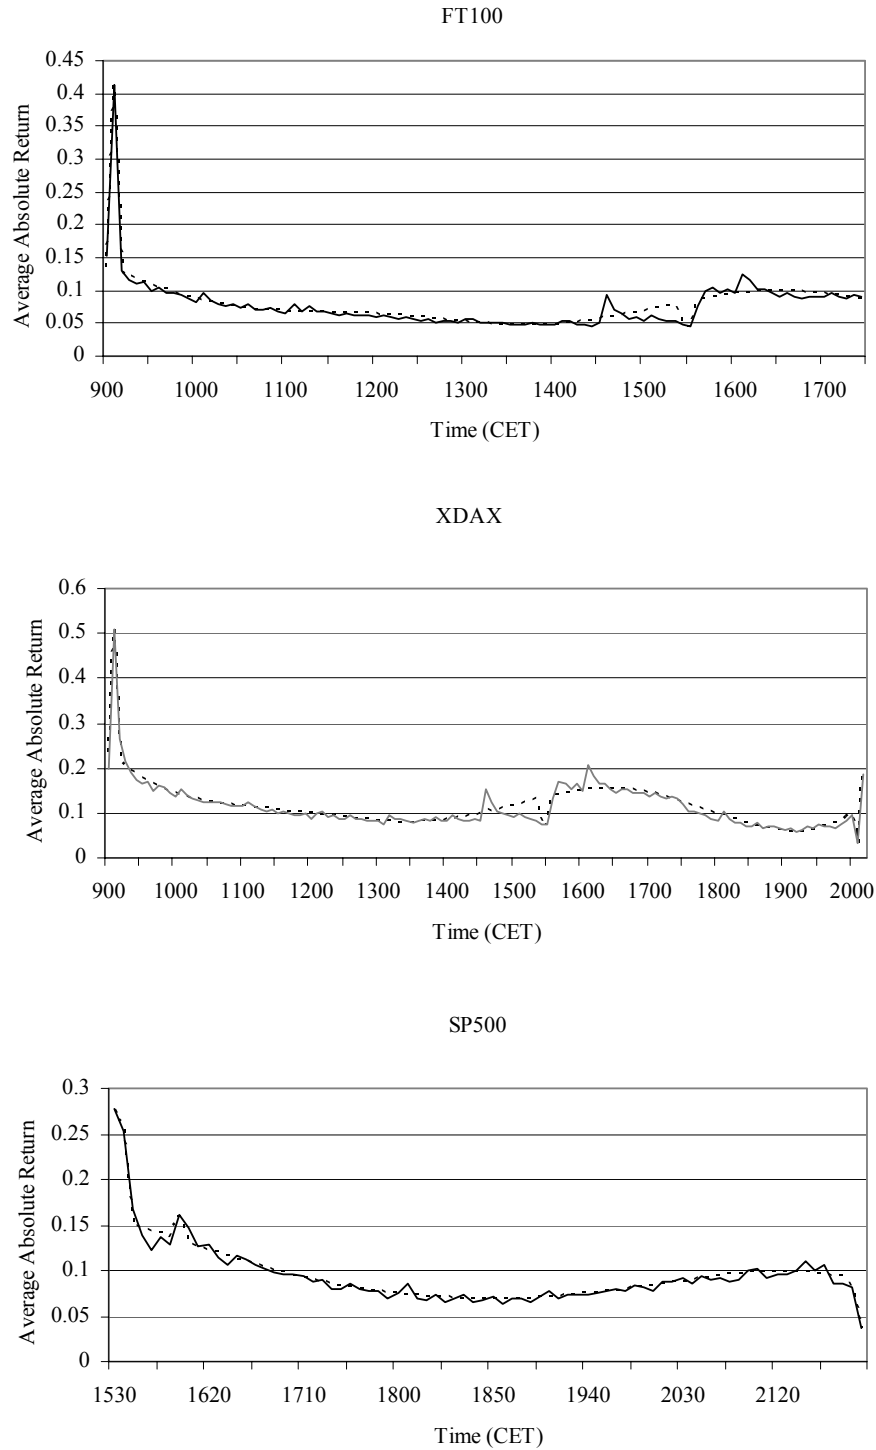 FT100
0.45
0.4
0.35
0.3
0.25
0.2
0.15
0.1
0.05
0
Average Absolute Return
900 1000 1100 1200 1300 1400 1500 1600 1700
Time (CET)
XDAX
0.6
0.5
0.4
0.3
0.2
0.1
0
Average Absolute Return
900 1000 1100 1200 1300 1400 1500 1600 1700 1800 1900 2000
Time (CET)
SP500
0.3
0.25
0.2
0.15
0.1
0.05
0
Average Absolute Return
1530 1620 1710 1800 1850 1940 2030 2120
Time (CET)